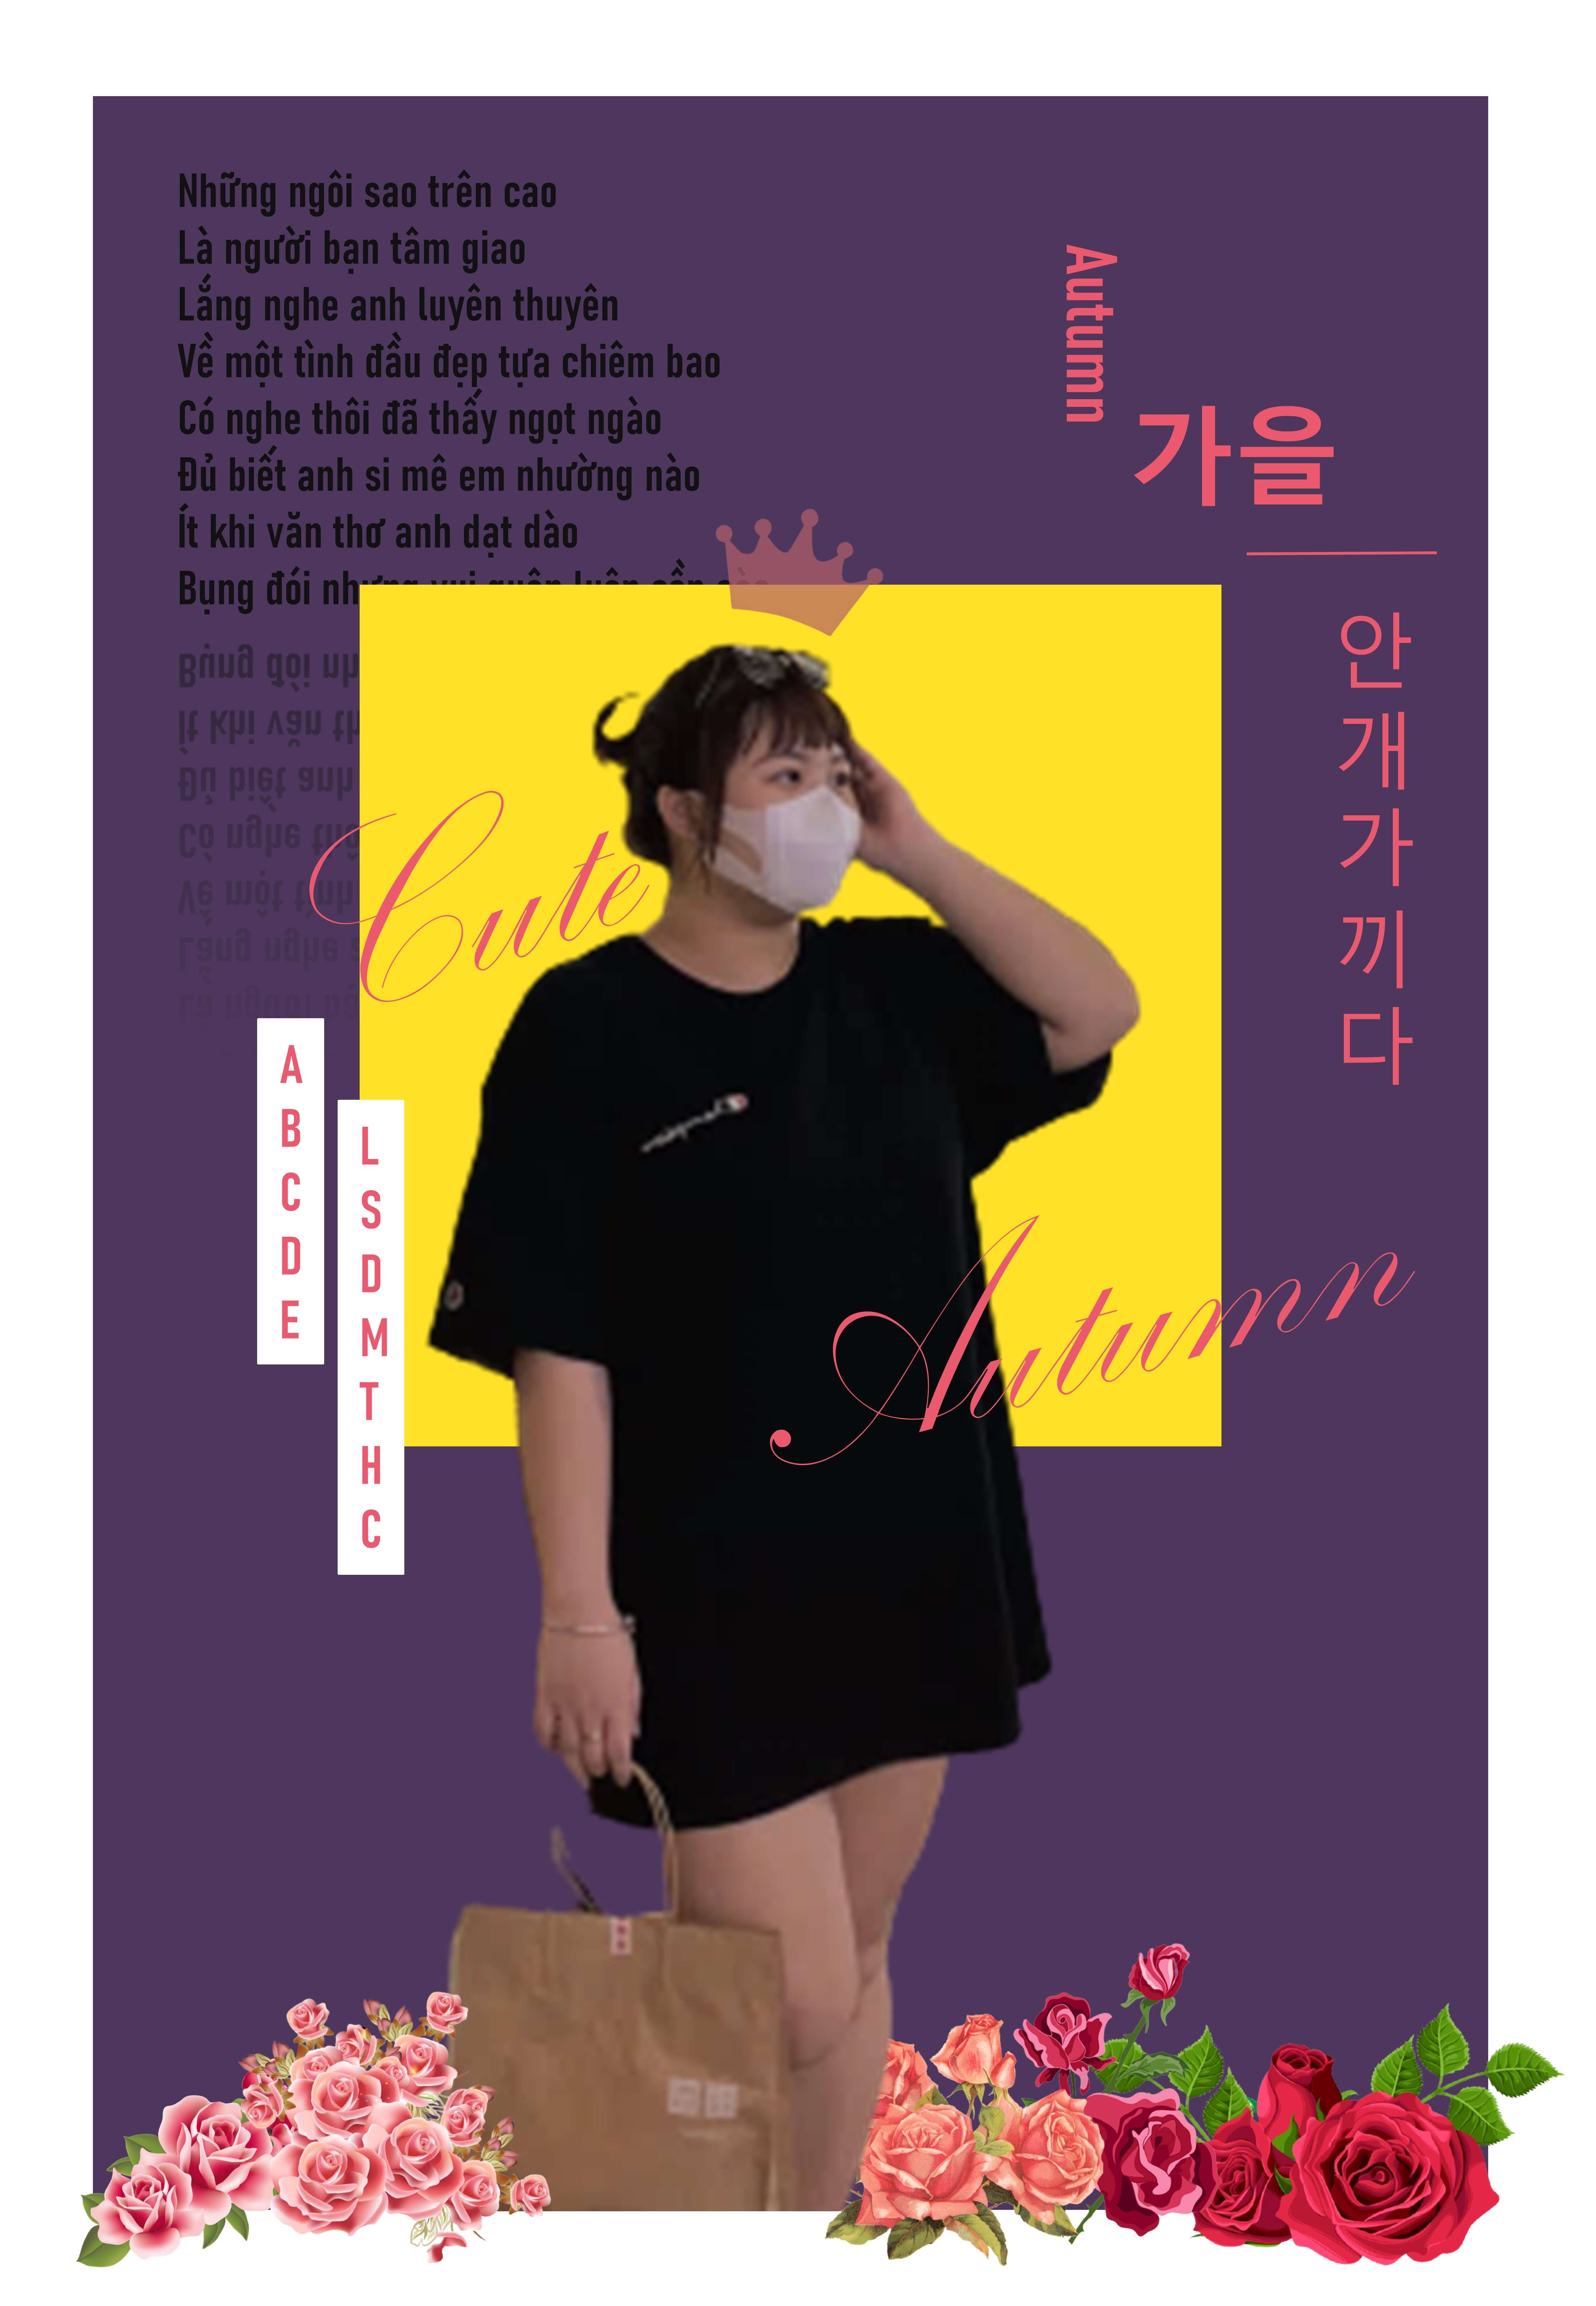 Những ngôi sao trên cao
Là người bạn tâm giao
Lắng nghe anh luyên thuyên
Về một tình đầu đẹp tựa chiêm bao
Có nghe thôi đã thấy ngọt ngào
Đủ biết anh si mê em nhường nào
Ít khi văn thơ anh dạt dào
Bụng đói
Autumn
가을
안개가끼다
Cute
ABCDE
LSDMTHC
Autumn